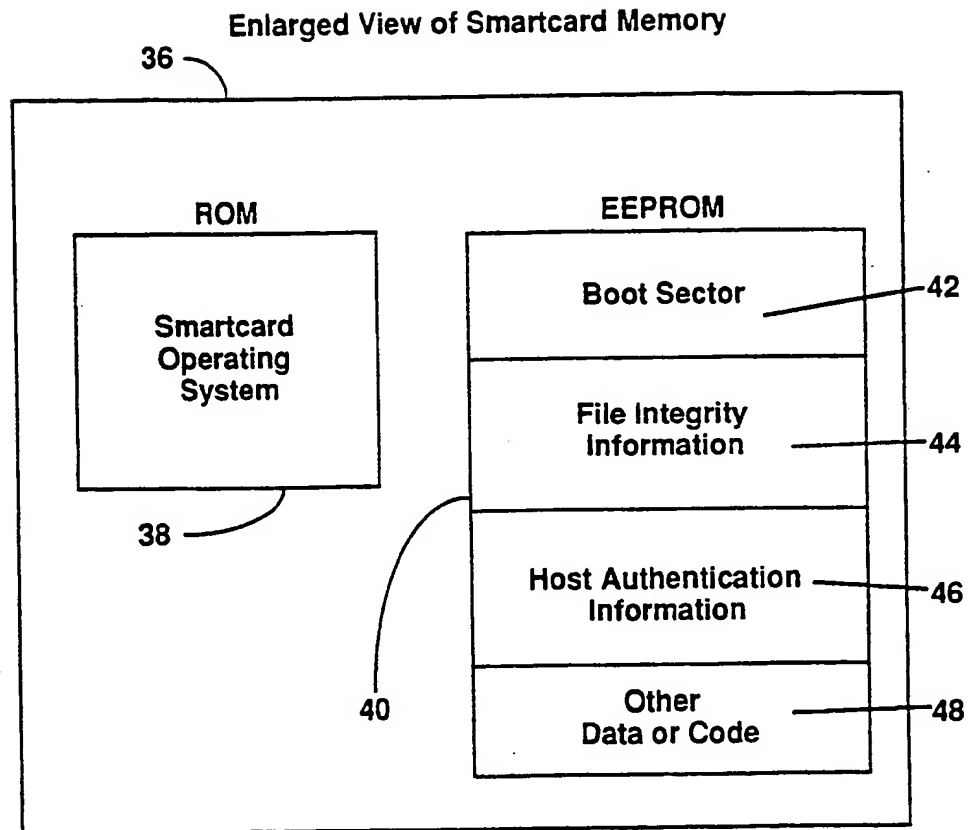 Enlarged View of Smartcard Memory
36
ROM
Smartcard
Operating
System
38
EEPROM
Boot Sector
42
File Integrity
Information
44
40
Host Authentication
Information
46
Other
Data or Code
48